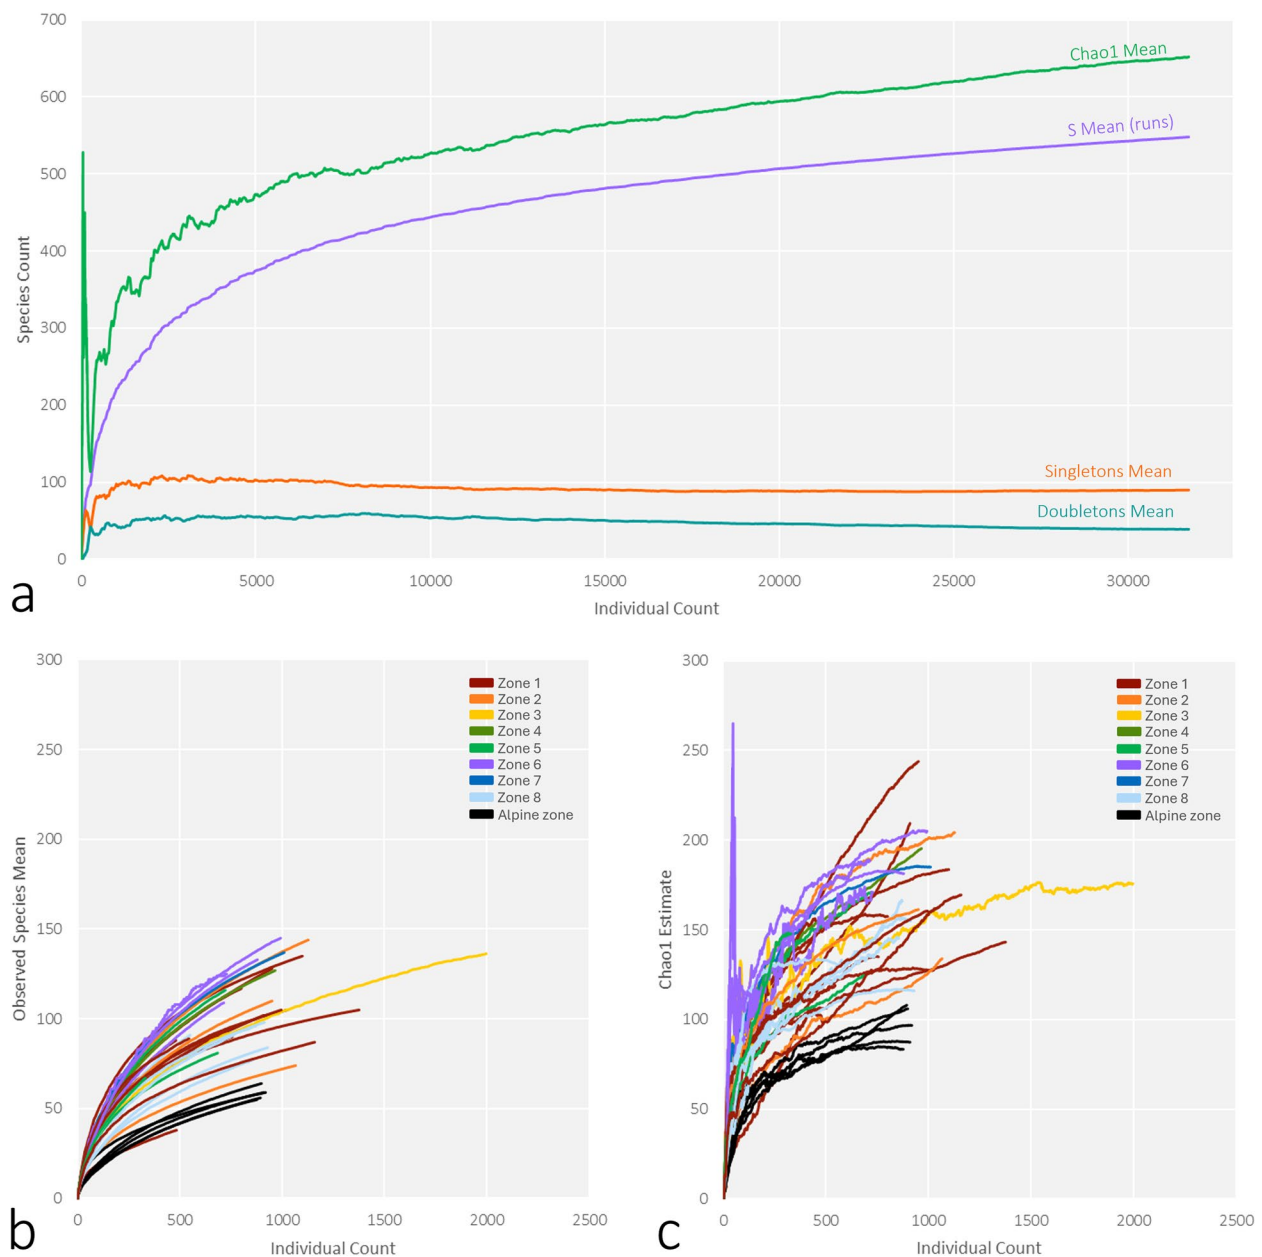 700
600
500
400
300
200
100
0
Species Count
Chao1 Mean
S Mean (runs)
Singletons Mean
Doubletons Mean
0 5000 10000 15000 20000 25000 30000
Individual Count
a
300
250
200
150
100
50
0
Observed Species Mean
Zone 1
Zone 2
Zone 3
Zone 4
Zone 5
Zone 6
Zone 7
Zone 8
Alpine zone
0 500 1000 1500 2000 2500
Individual Count
b
300
250
200
150
100
50
0
Chao1 Estimate
Zone 1
Zone 2
Zone 3
Zone 4
Zone 5
Zone 6
Zone 7
Zone 8
Alpine zone
0 500 1000 1500 2000 2500
Individual Count
c